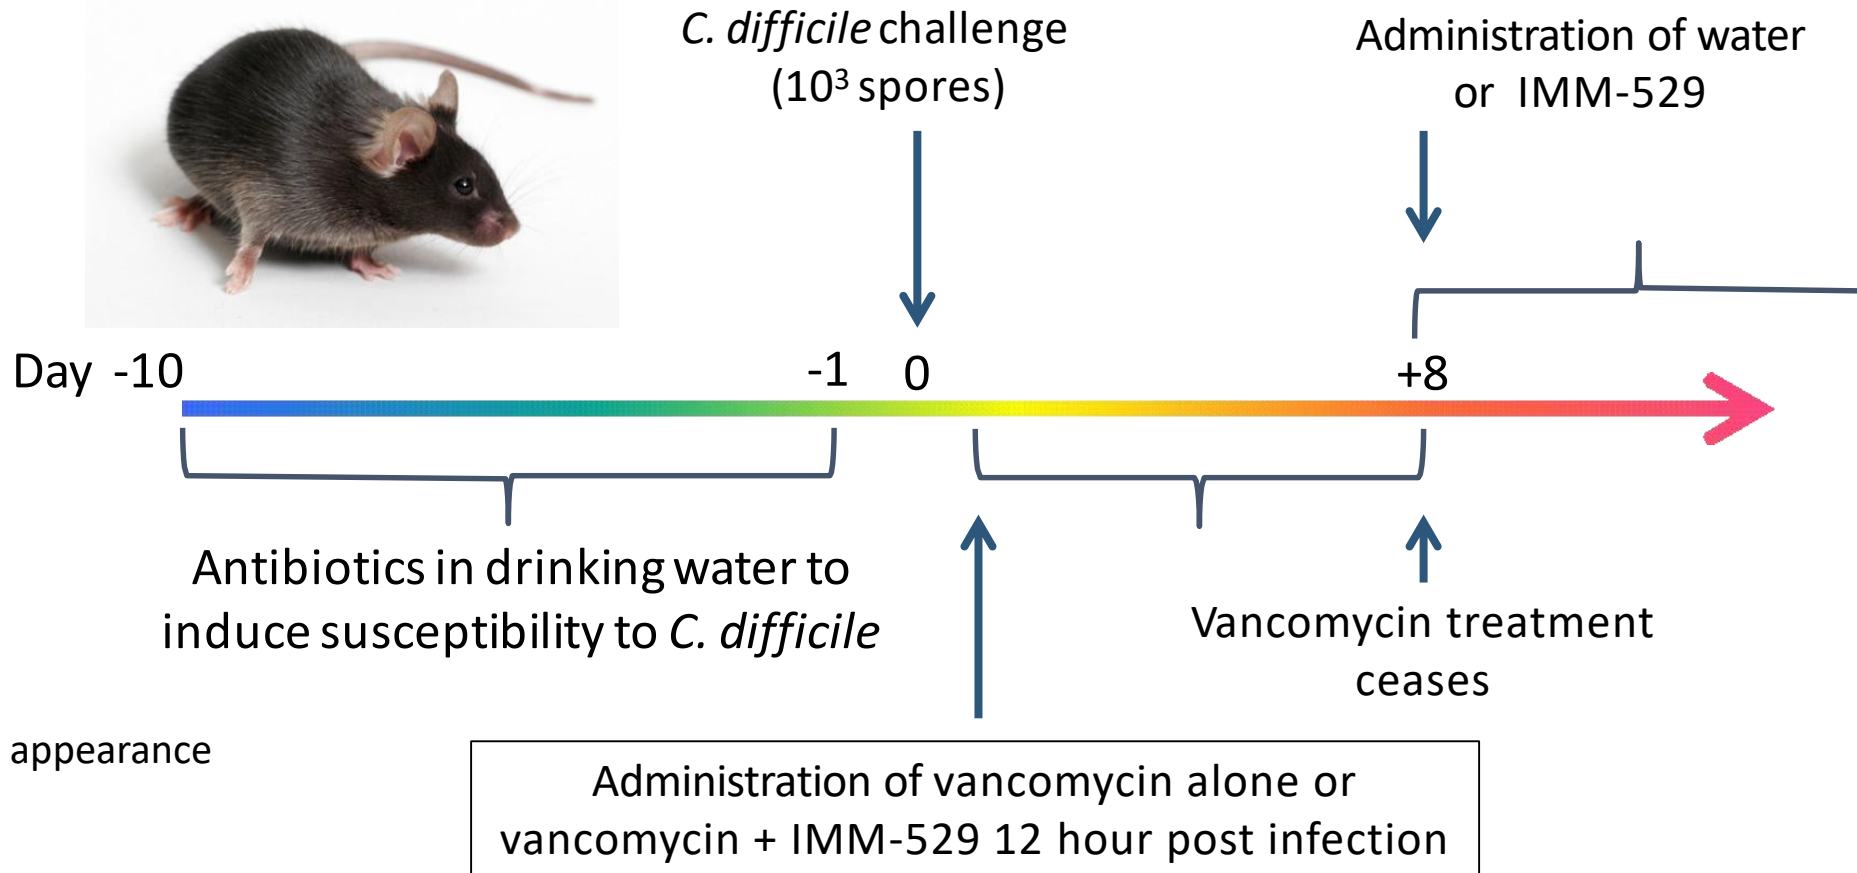 C. difficile challenge
(10³ spores)
Administration of water
or IMM-529
Day -10
-1
0
+8
Antibiotics in drinking water to
induce susceptibility to C. difficile
Vancomycin treatment
ceases
appearance
Administration of vancomycin alone or
vancomycin + IMM-529 12 hour post infection